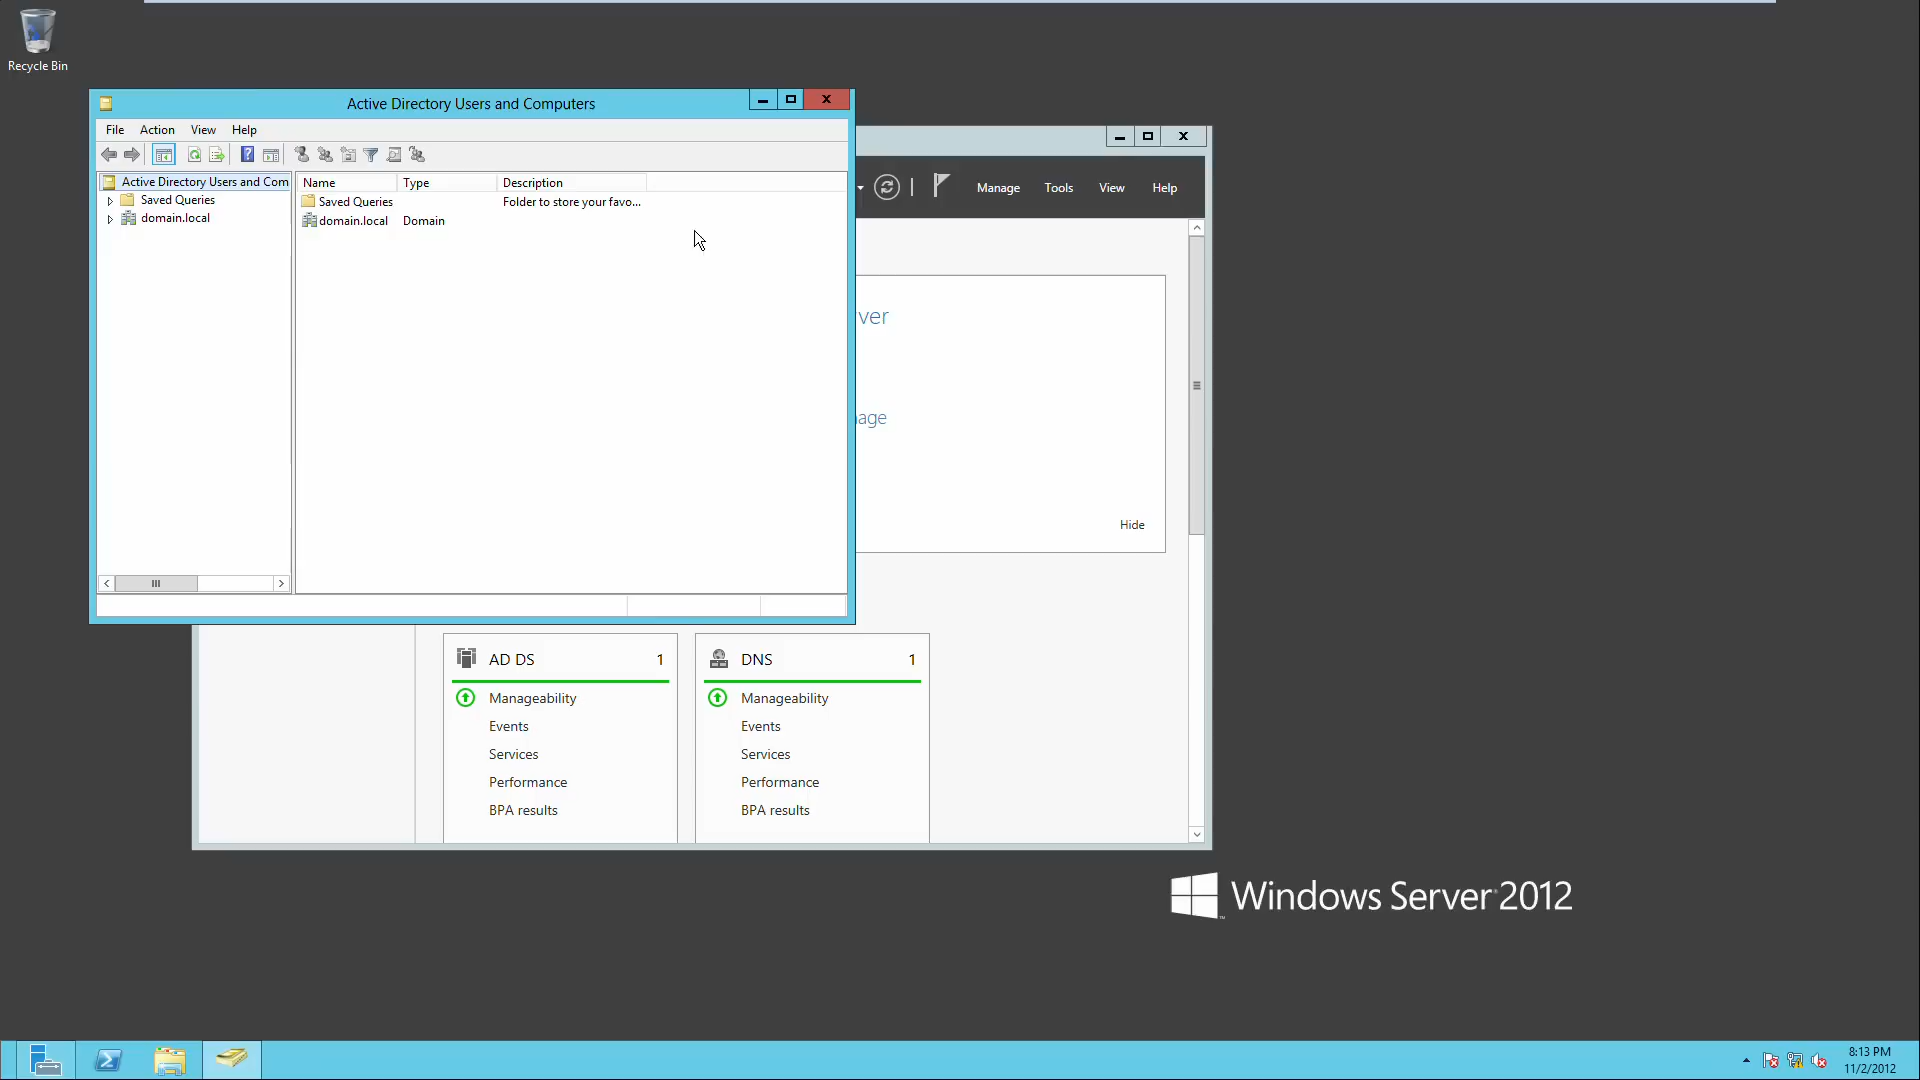 Recycle Bin
Active Directory Users and Computers
File Action View Help
Active Directory Users and Com
Saved Queries
domain.local
Name Type Description
Saved Queries Folder to store your favo...
domain.local Domain
Manage Tools View Help
ver
age
Hide
AD DS 1
Manageability
Events
Services
Performance
BPA results
DNS 1
Manageability
Events
Services
Performance
BPA results
Windows Server 2012
8:13 PM
11/2/2012